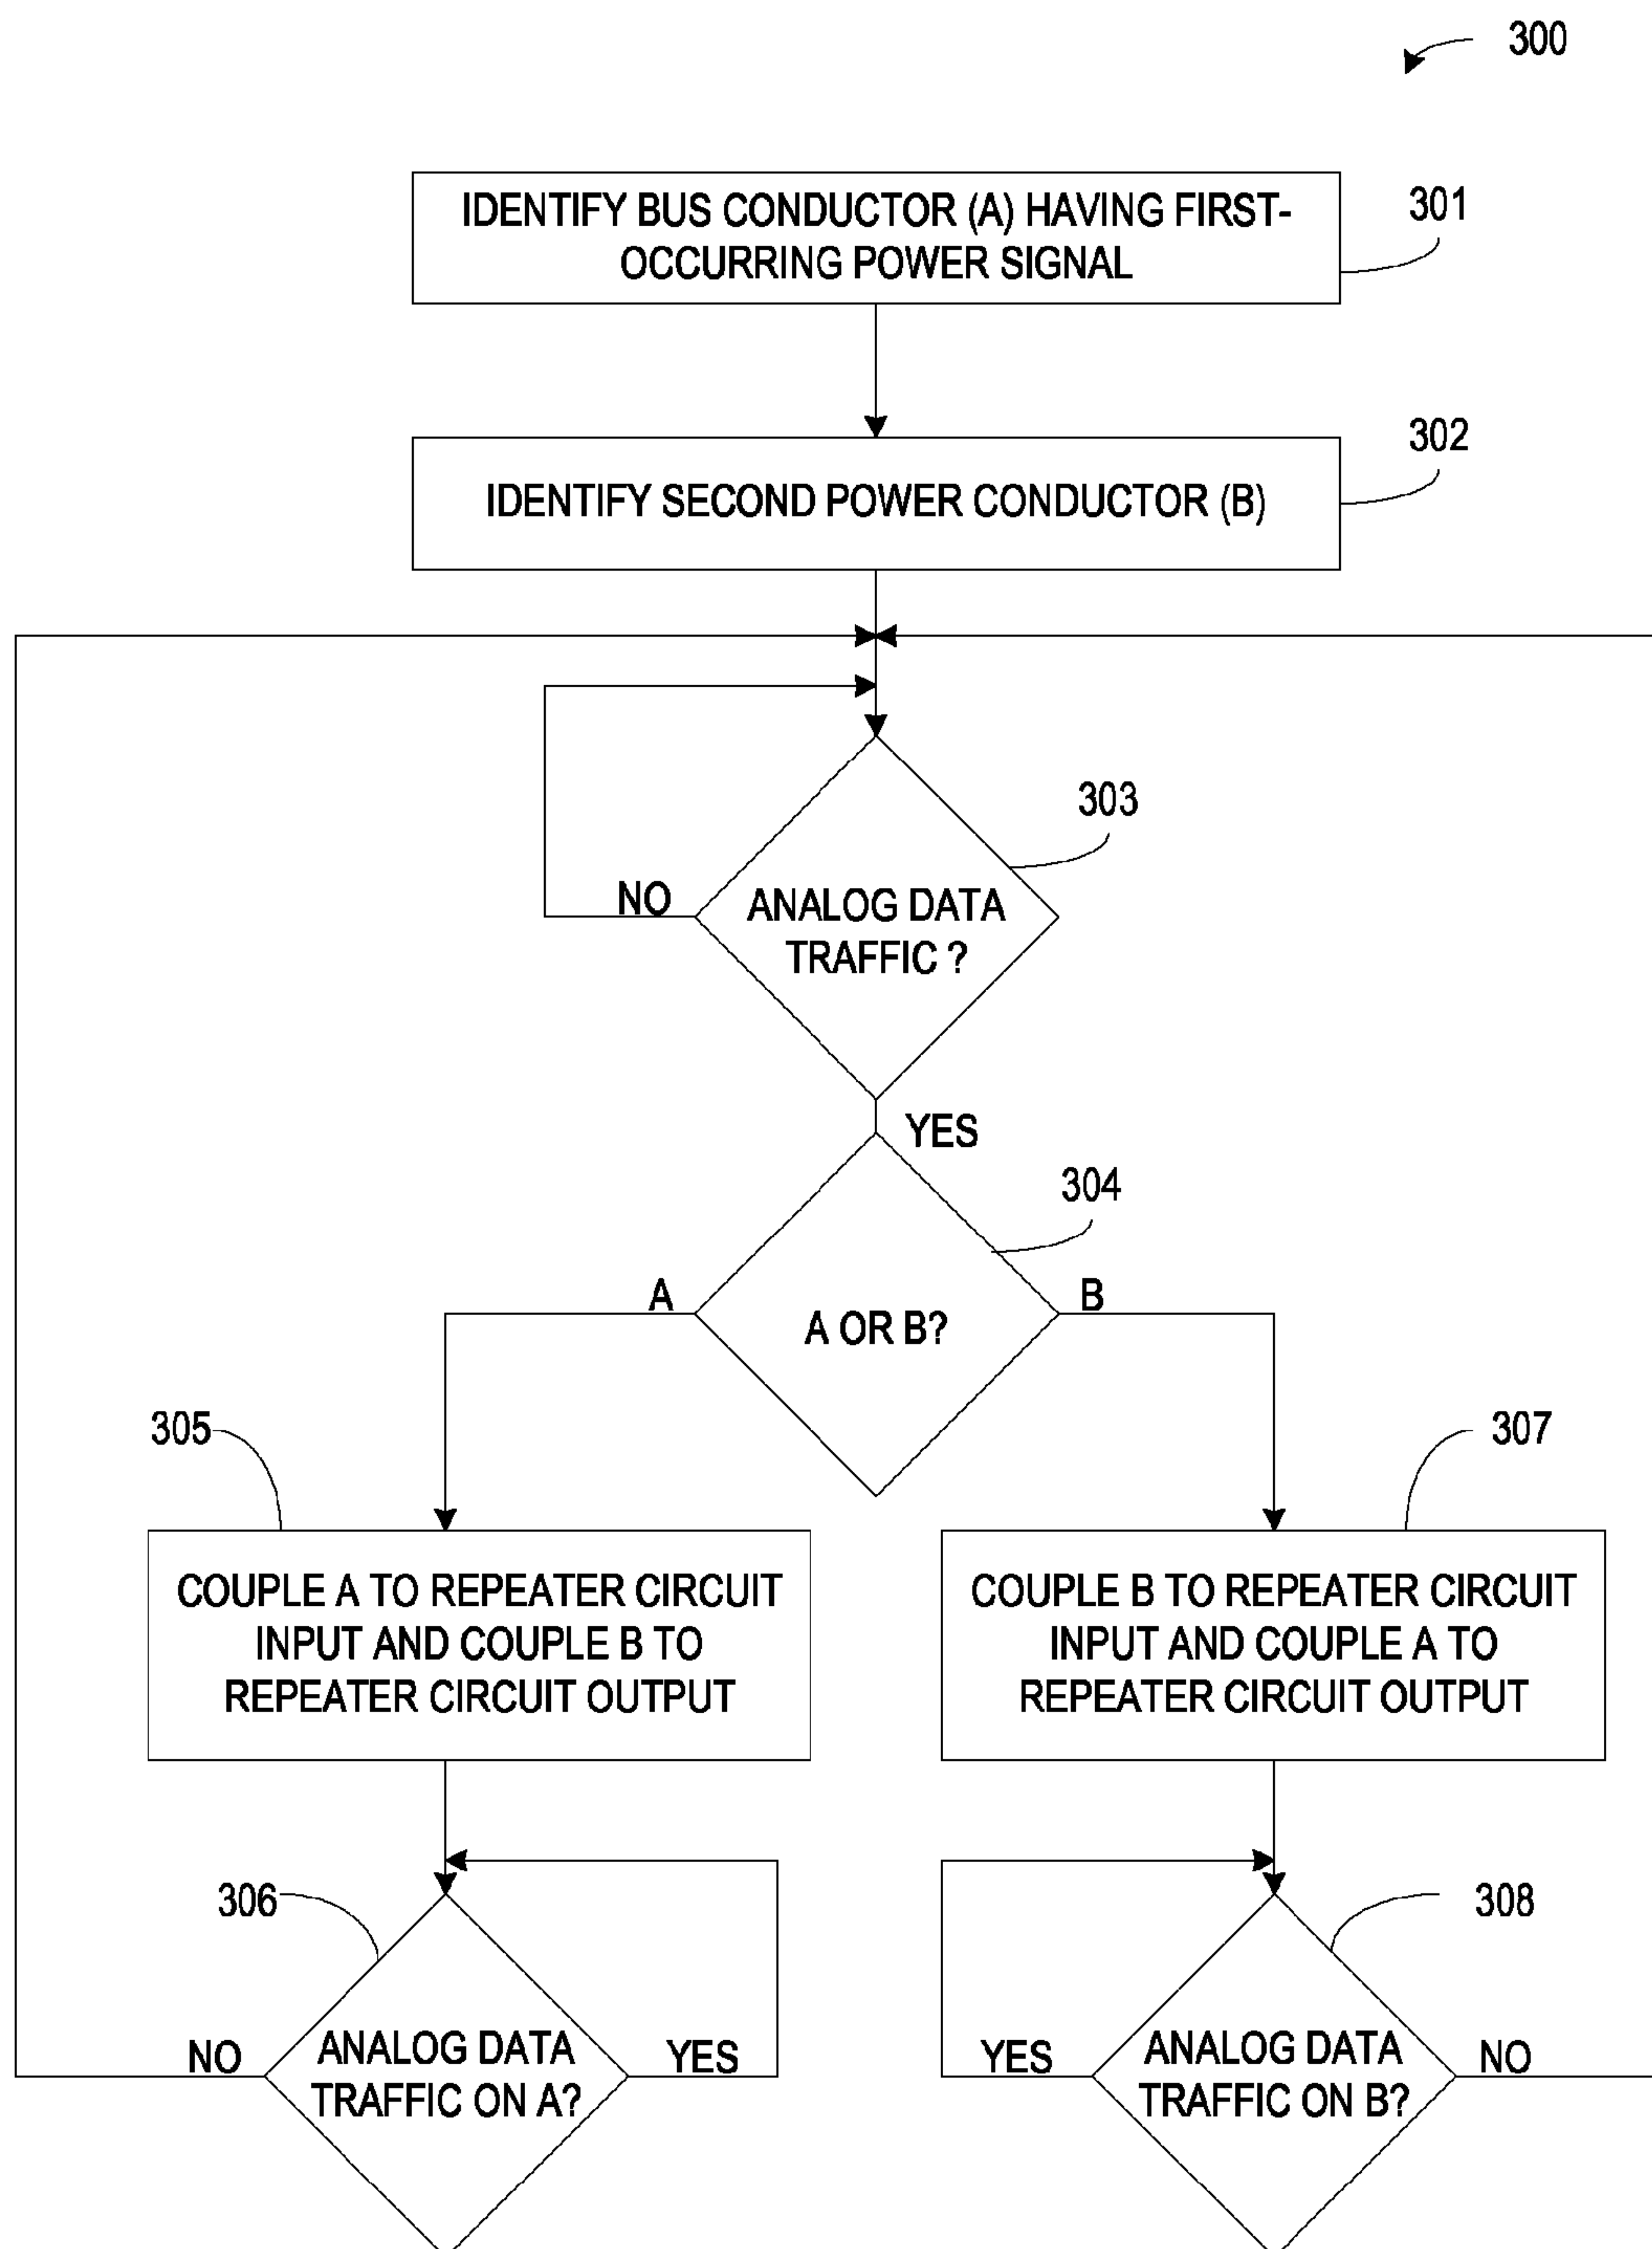 300
IDENTIFY BUS CONDUCTOR (A) HAVING FIRST-
OCCURRING POWER SIGNAL
301
IDENTIFY SECOND POWER CONDUCTOR (B)
302
303
NO
ANALOG DATA
TRAFFIC ?
YES
304
A
B
A OR B?
305
307
COUPLE A TO REPEATER CIRCUIT
INPUT AND COUPLE B TO
REPEATER CIRCUIT OUTPUT
COUPLE B TO REPEATER CIRCUIT
INPUT AND COUPLE A TO
REPEATER CIRCUIT OUTPUT
306
308
NO
ANALOG DATA
TRAFFIC ON A?
YES
YES
ANALOG DATA
TRAFFIC ON B?
NO